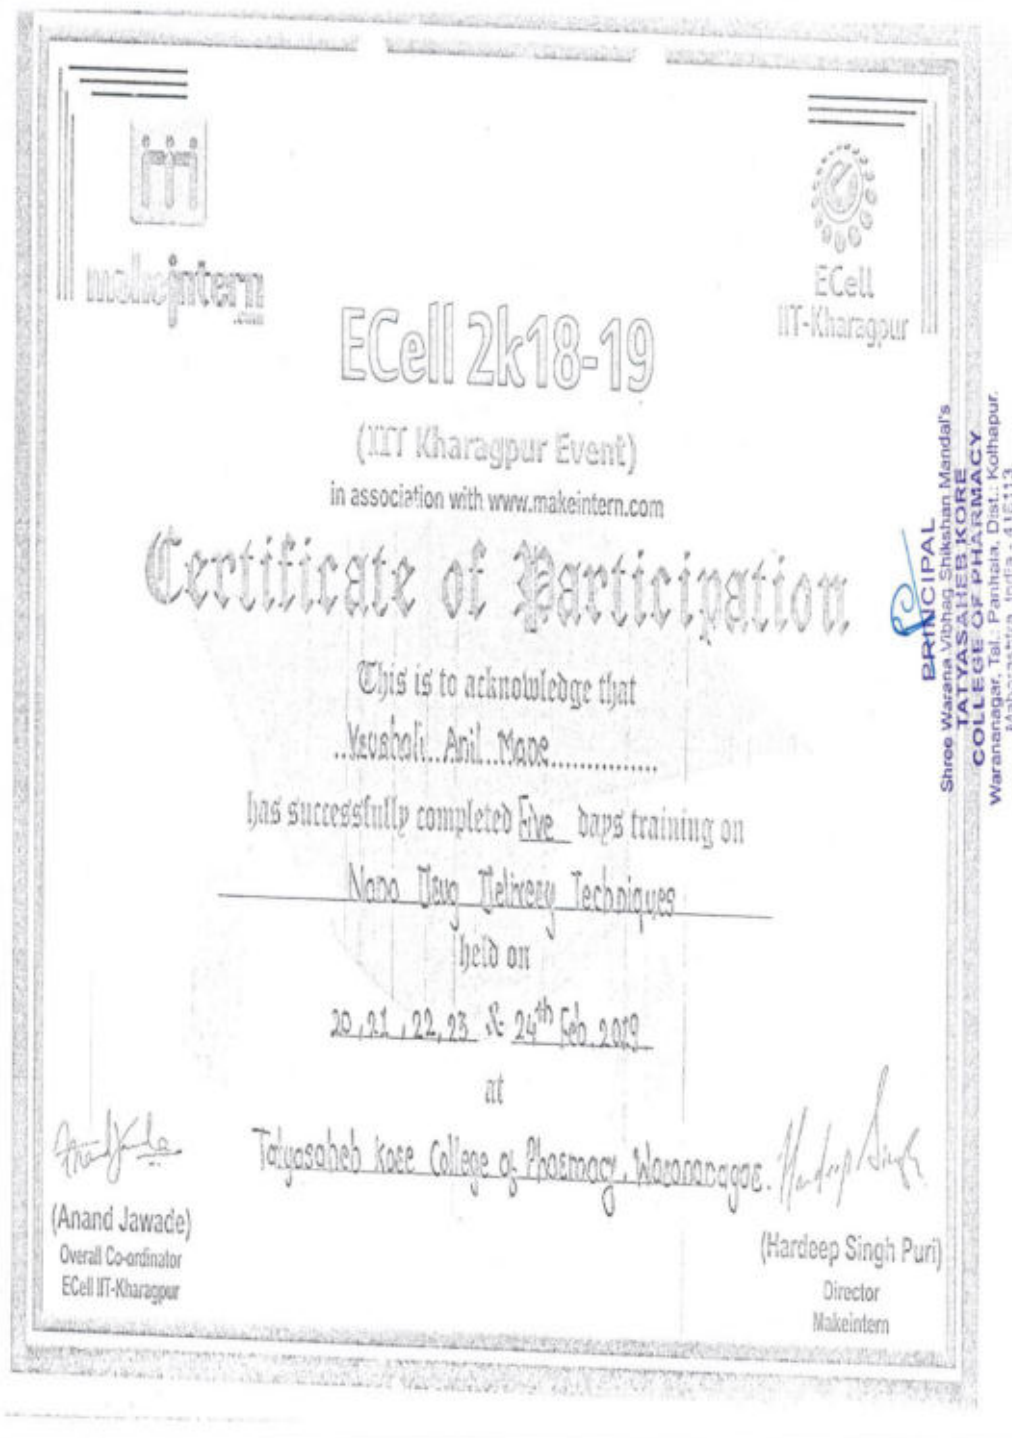 makeintern
.com
ECell
IIT-Kharagpur
ECell 2k18-19
(IIT Kharagpur Event)
in association with www.makeintern.com
Certificate of Participation
This is to acknowledge that
Anil Mane
has successfully completed Five days training on
Nano Drug Delivery Techniques
held on
20, 21, 22, 23 & 24th Feb. 2019
at
Tatyasaheb Kore College of Pharmacy, Warananagar.
(Anand Jawade)
Overall Co-ordinator
ECell IIT-Kharagpur
(Hardeep Singh Puri)
Director
Makeintern
PRINCIPAL
Shree Warana Vibhag Shikshan Mandal's
TATYASAHEB KORE
COLLEGE OF PHARMACY
Warananagar, Tal.: Panhala, Dist.: Kolhapur.
Maharashtra, India - 416113